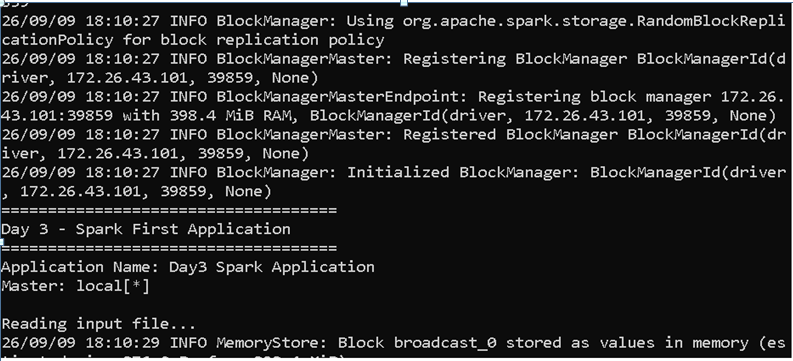 26/09/09 18:10:27 INFO BlockManager: Using org.apache.spark.storage.RandomBlockRepli
cationPolicy for block replication policy
26/09/09 18:10:27 INFO BlockManagerMaster: Registering BlockManager BlockManagerId(d
river, 172.26.43.101, 39859, None)
26/09/09 18:10:27 INFO BlockManagerMasterEndpoint: Registering block manager 172.26.
43.101:39859 with 398.4 MiB RAM, BlockManagerId(driver, 172.26.43.101, 39859, None)
26/09/09 18:10:27 INFO BlockManagerMaster: Registered BlockManager BlockManagerId(dr
iver, 172.26.43.101, 39859, None)
26/09/09 18:10:27 INFO BlockManager: Initialized BlockManager: BlockManagerId(driver
, 172.26.43.101, 39859, None)
====================================
Day 3 - Spark First Application
====================================
Application Name: Day3 Spark Application
Master: local[*]
Reading input file...
26/09/09 18:10:29 INFO MemoryStore: Block broadcast_0 stored as values in memory (es